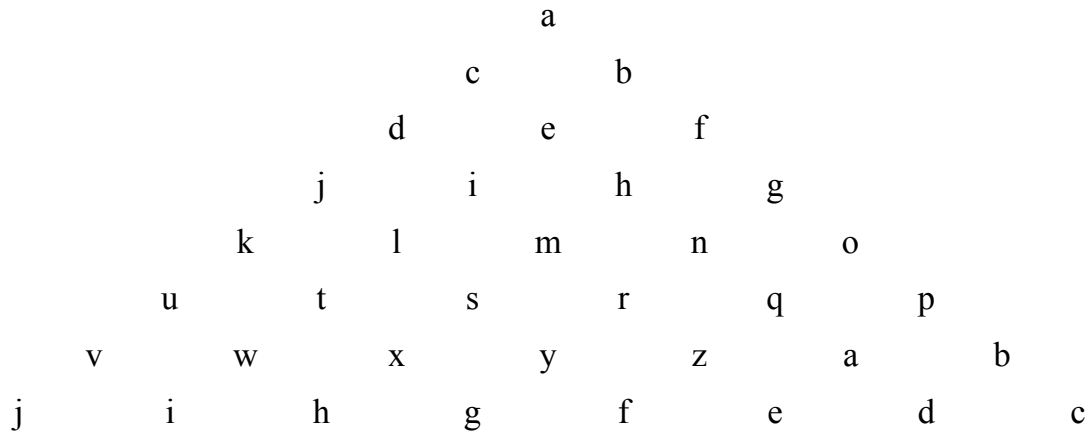 a
c b
d e f
j i h g
k l m n o
u t s r q p
v w x y z a b
j i h g f e d c